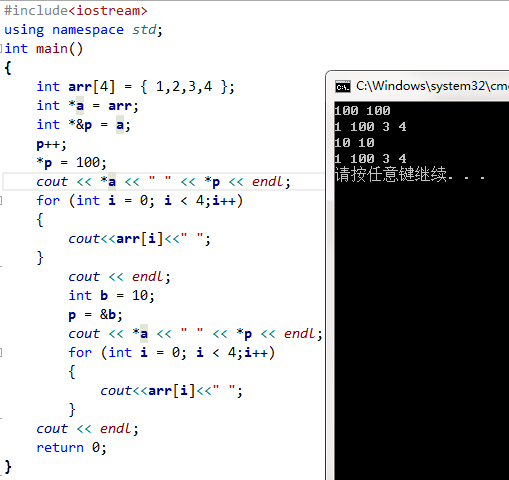 #include<iostream>
using namespace std;
int main()
{
int arr[4] = { 1,2,3,4 };
int *a = arr;
int *&p = a;
p++;
*p = 100;
cout << *a << " " << *p << endl;
for (int i = 0; i < 4;i++)
{
cout<<arr[i]<<" ";
}
cout << endl;
int b = 10;
p = &b;
cout << *a << " " << *p << endl;
for (int i = 0; i < 4;i++)
{
cout<<arr[i]<<" ";
}
cout << endl;
return 0;
}
C:\Windows\system32\cm
100 100
1 100 3 4
10 10
1 100 3 4
请按任意键继续. . .